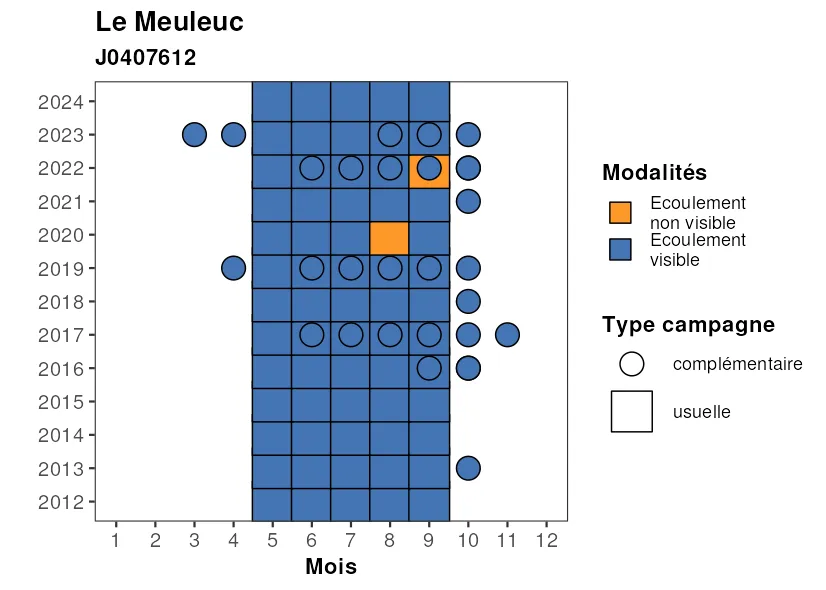 Le Meuleuc
J0407612
2024
2023
2022
2021
2020
2019
2018
2017
2016
2015
2014
2013
2012
1 2 3 4 5 6 7 8 9 10 11 12
Mois
Modalités
Ecoulement
non visible
Ecoulement
visible
Type campagne
complémentaire
usuelle